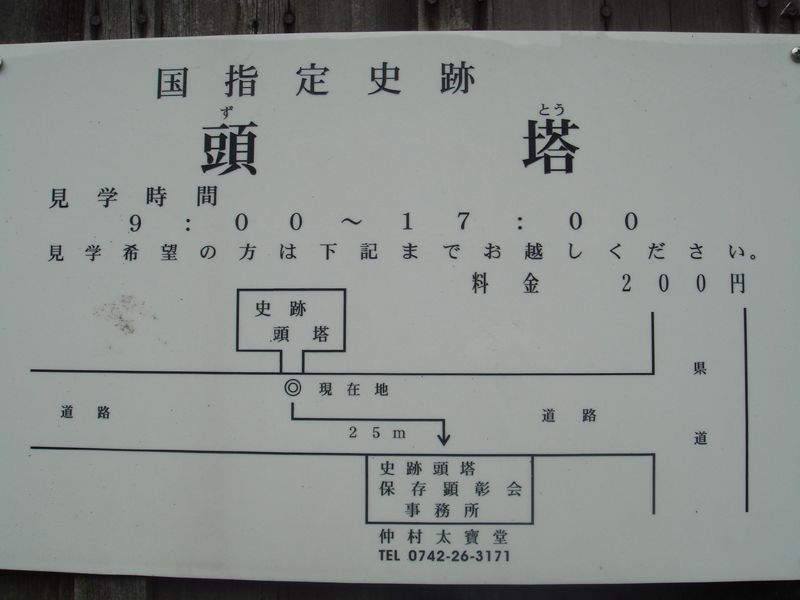 国指定史跡
ず とう
頭塔
見学時間
9:00〜17:00
見学希望の方は下記までお越しください。
料金 200円
史跡
頭塔
現在地
県道
道路
道路
25m
史跡頭塔
保存顕彰会
事務所
仲村太寶堂
TEL 0742-26-3171